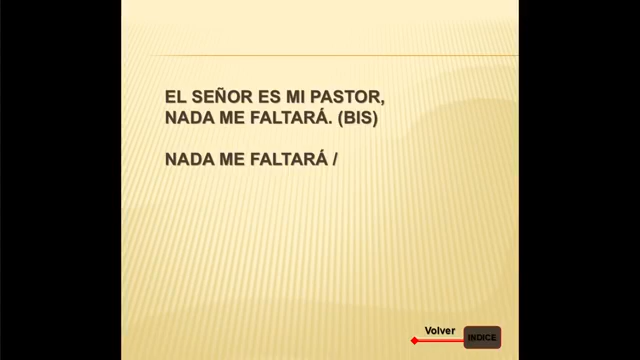 EL SEÑOR ES MI PASTOR,
NADA ME FALTARÁ. (BIS)
NADA ME FALTARÁ /
Volver
INDICE